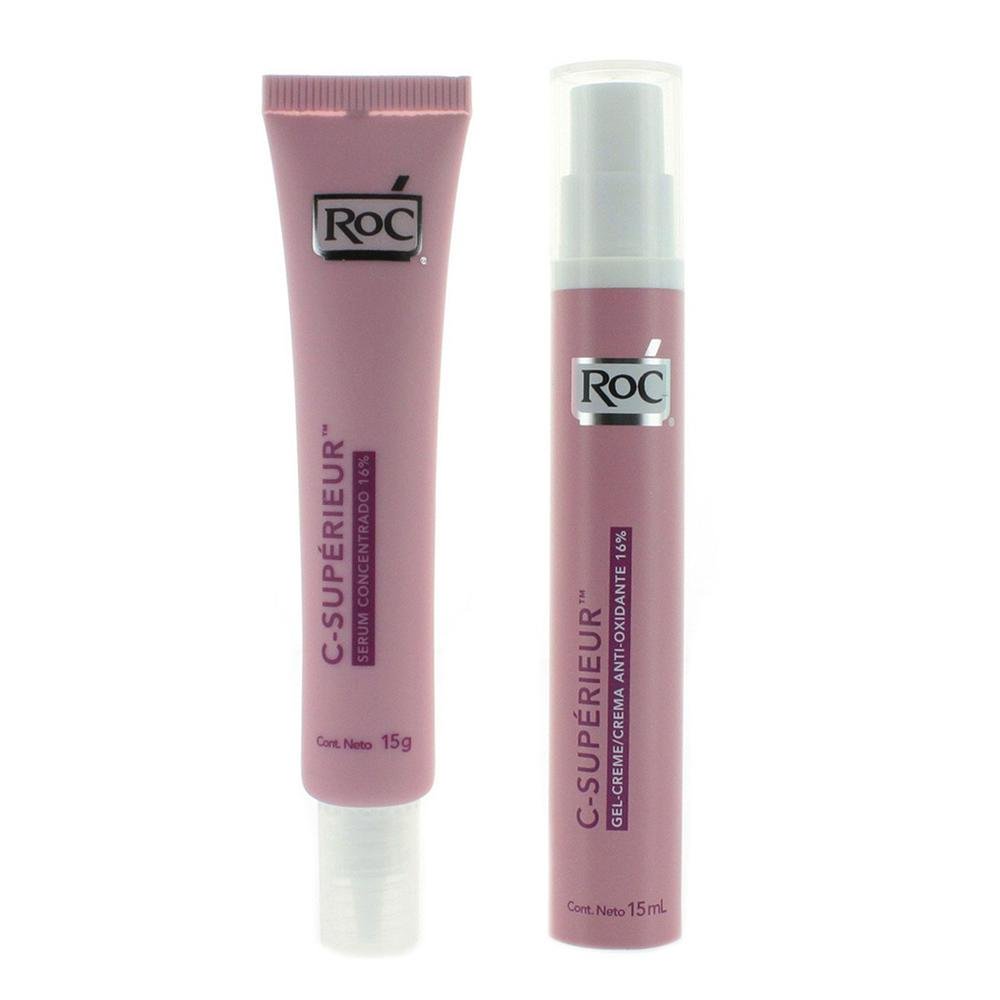 RoC
®
C-SUPÉRIEUR™
SERUM CONCENTRADO 16%
Cont. Neto 15g
RoC
®
C-SUPÉRIEUR™
GEL-CREME/CREMA ANTI-OXIDANTE 16%
Cont. Neto 15mL